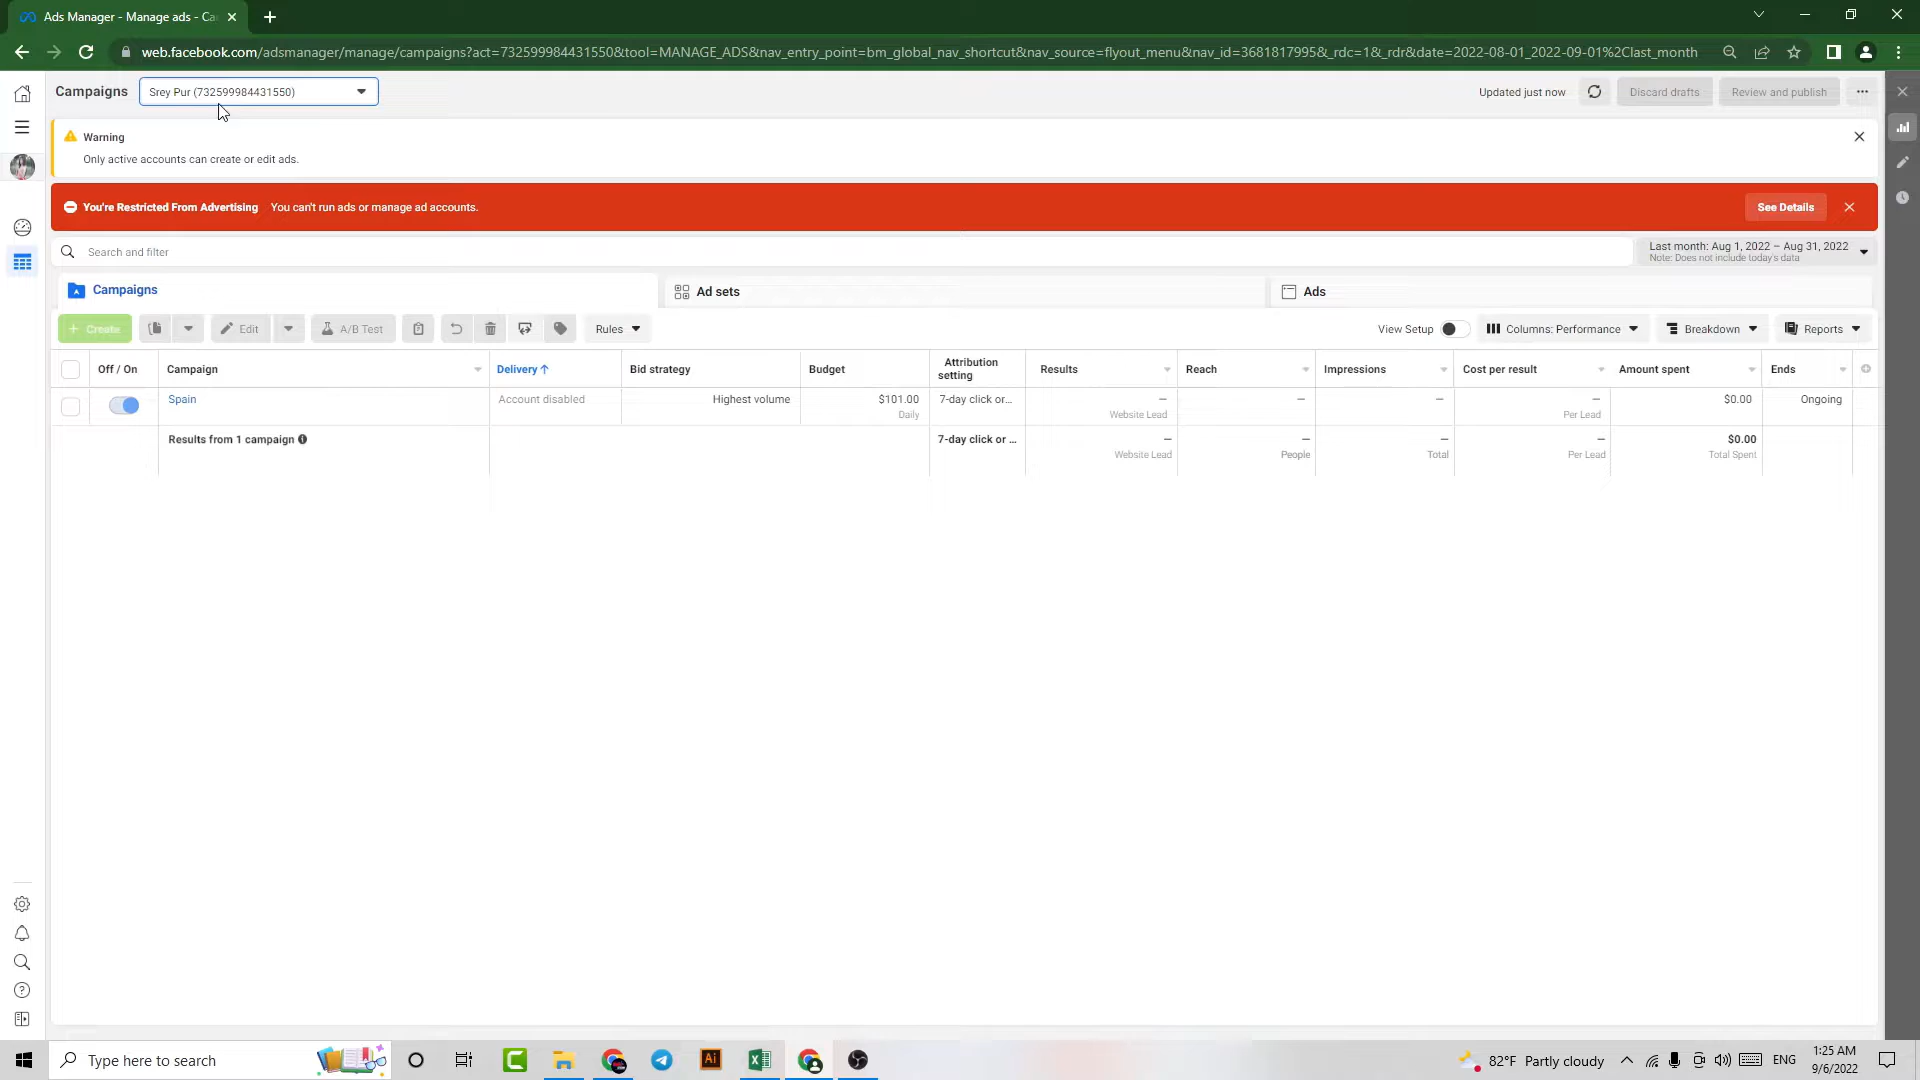 Ads Manager - Manage ads - Ca
web.facebook.com/adsmanager/manage/campaigns?act=732599984431550&tool=MANAGE_ADS&nav_entry_point=bm_global_nav_shortcut&nav_source=flyout_menu&nav_id=3681817995&_rdc=1&_rdr&date=2022-08-01_2022-09-01%2Clast_month
Campaigns
Srey Pur (732599984431550)
Updated just now
Discard drafts
Review and publish
Warning
Only active accounts can create or edit ads.
You're Restricted From Advertising You can't run ads or manage ad accounts.
See Details
Search and filter
Last month: Aug 1, 2022 – Aug 31, 2022
Note: Does not include today's data
Campaigns
Ad sets
Ads
+ Create
Edit
A/B Test
Rules
View Setup
Columns: Performance
Breakdown
Reports
Off / On
Campaign
Delivery ↑
Bid strategy
Budget
Attribution
setting
Results
Reach
Impressions
Cost per result
Amount spent
Ends
Spain
Account disabled
Highest volume
$101.00
Daily
7-day click or...
—
Website Lead
—
—
—
Per Lead
$0.00
Ongoing
Results from 1 campaign
7-day click or ...
—
Website Lead
—
People
—
Total
—
Per Lead
$0.00
Total Spent
Type here to search
Ai
82°F Partly cloudy
ENG
1:25 AM
9/6/2022